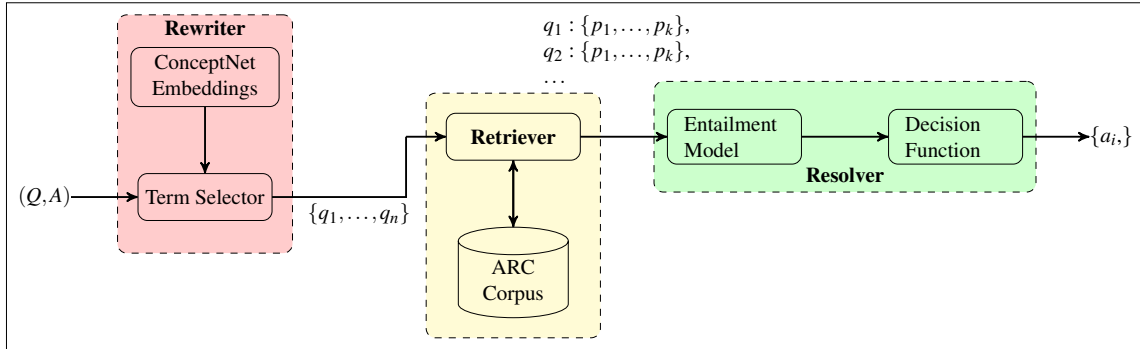 Rewriter
ConceptNet
Embeddings
(Q,A)
Term Selector
{q₁,…,qₙ}
Retriever
ARC
Corpus
q₁ : {p₁,…,pₖ},
q₂ : {p₁,…,pₖ},
…
Entailment
Model
Decision
Function
Resolver
{aᵢ,}